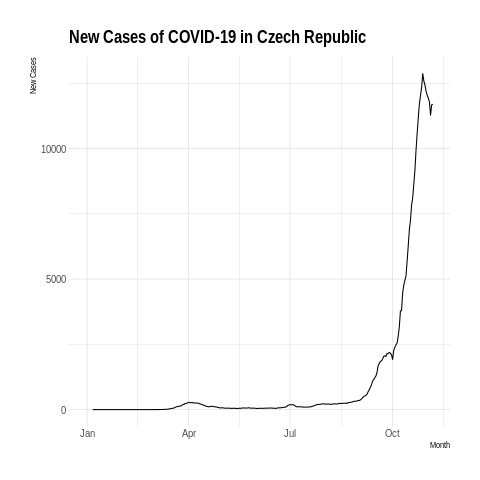 New Cases of COVID-19 in Czech Republic
New Cases
10000
5000
0
Jan Apr Jul Oct
Month